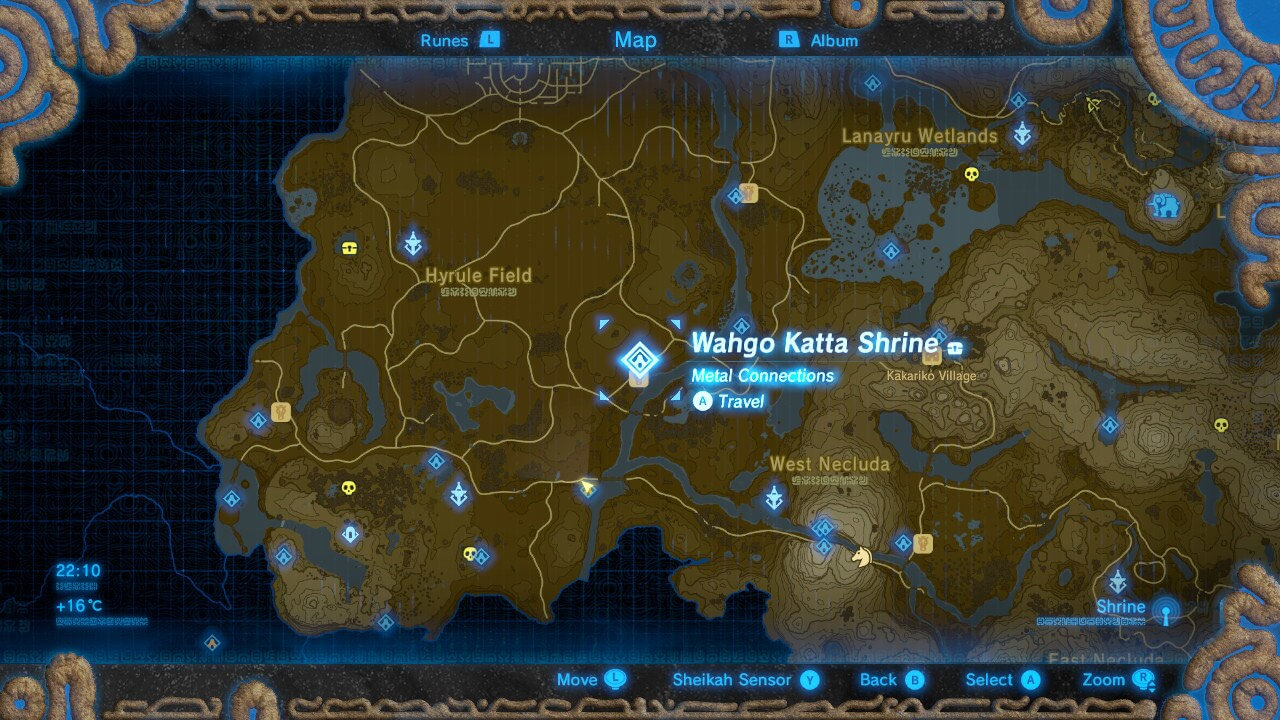 Runes L Map R Album
Lanayru Wetlands
L
Hyrule Field
Wahgo Katta Shrine
Metal Connections
A Travel
Kakariko Village
West Necluda
22:10
+16°C
Shrine
East Necluda
Move L Sheikah Sensor Y Back B Select A Zoom R